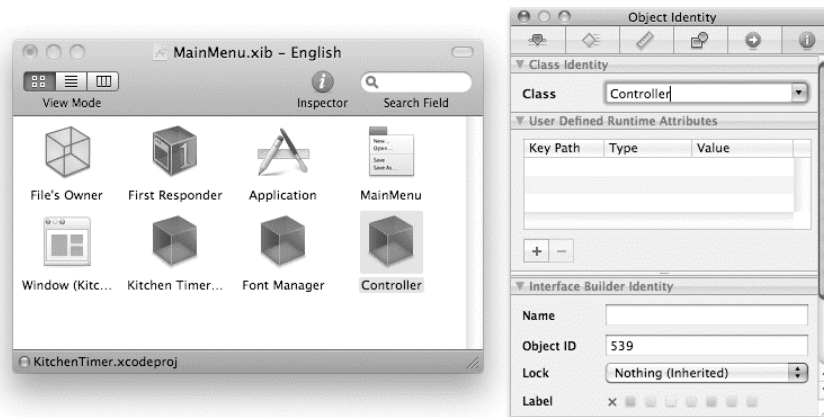 MainMenu.xib – English
View Mode
Inspector
Search Field
New...
Open...
Save
Save As...
1
File's Owner
First Responder
Application
MainMenu
Window (Kitc...
Kitchen Timer...
Font Manager
Controller
KitchenTimer.xcodeproj
Object Identity
Class Identity
Class
Controller
User Defined Runtime Attributes
Key Path
Type
Value
Interface Builder Identity
Name
Object ID
539
Lock
Nothing (Inherited)
Label